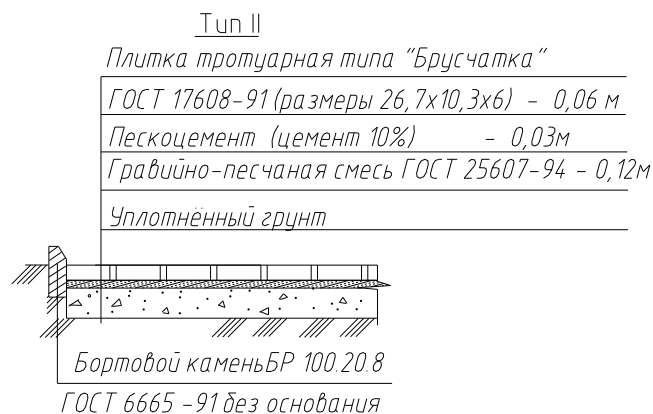 Тип II
Плитка тротуарная типа "Брусчатка"
ГОСТ 17608-91 (размеры 26,7х10,3х6) - 0,06 м
Пескоцемент (цемент 10%) - 0,03м
Гравийно-песчаная смесь ГОСТ 25607-94 - 0,12м
Уплотнённый грунт
Бортовой каменьБР 100.20.8
ГОСТ 6665 -91 без основания